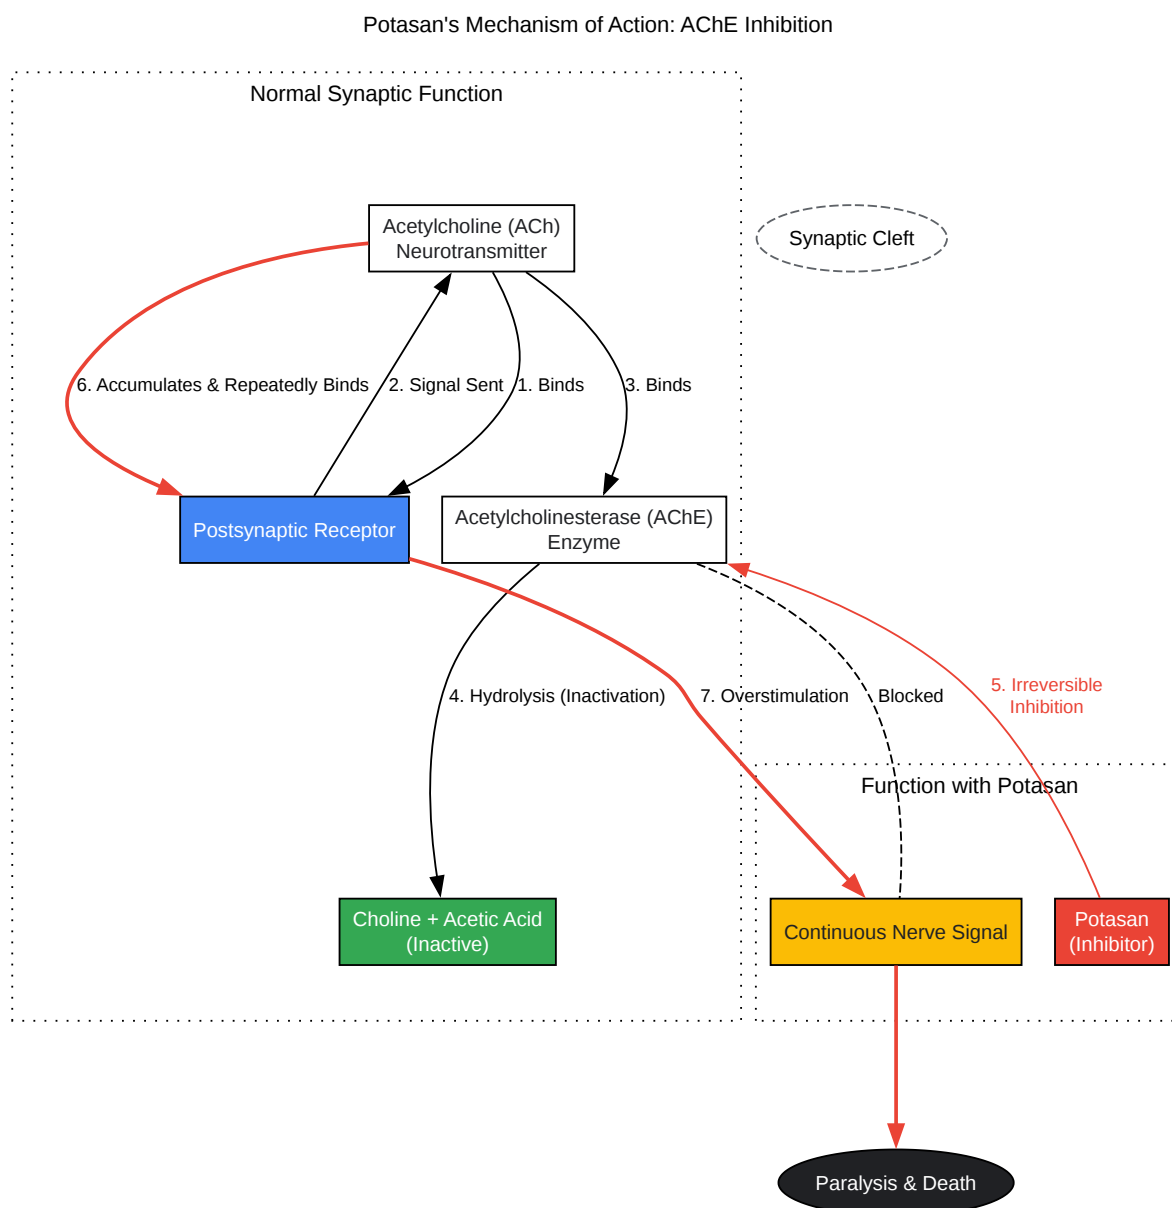 Potasan's Mechanism of Action: AChE Inhibition
Normal Synaptic Function
Acetylcholine (ACh)
Neurotransmitter
Synaptic Cleft
6. Accumulates & Repeatedly Binds
2. Signal Sent
1. Binds
3. Binds
Postsynaptic Receptor
Acetylcholinesterase (AChE)
Enzyme
4. Hydrolysis (Inactivation)
7. Overstimulation
Blocked
5. Irreversible
Inhibition
Function with Potasan
Choline + Acetic Acid
(Inactive)
Continuous Nerve Signal
Potasan
(Inhibitor)
Paralysis & Death